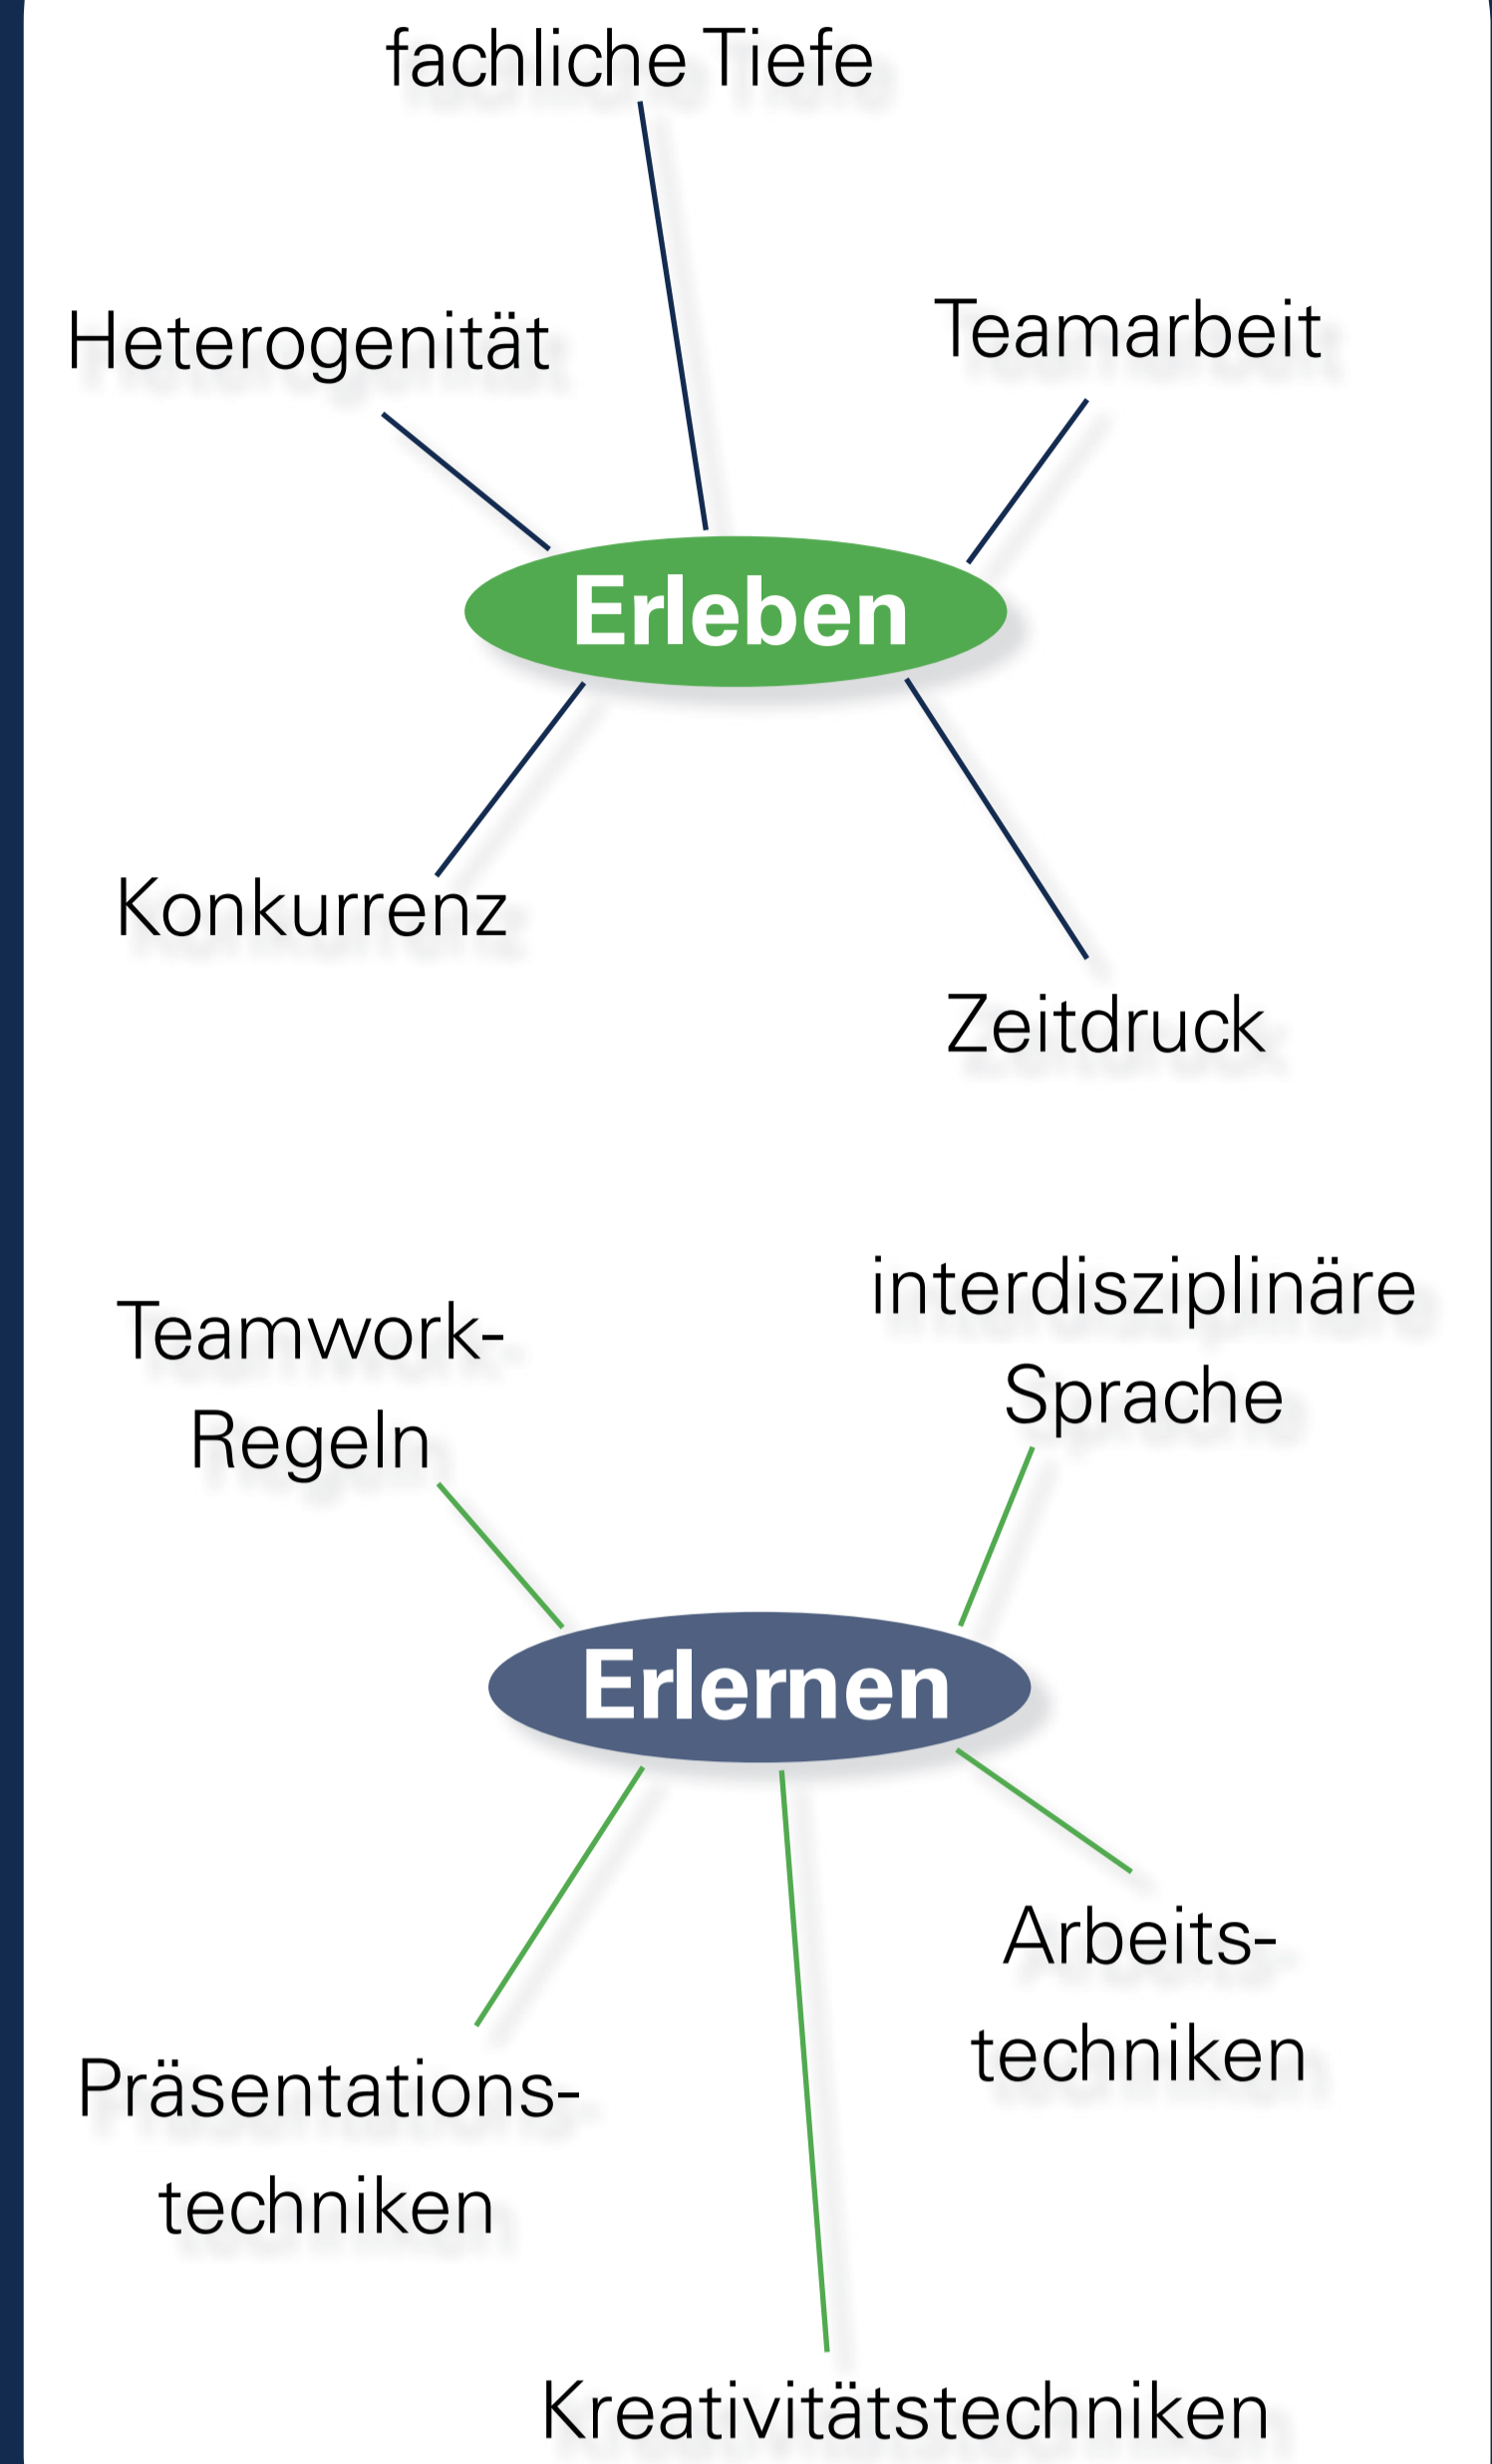 fachliche Tiefe
Heterogenität
Teamarbeit
Erleben
Konkurrenz
Zeitdruck
interdisziplinäre
Sprache
Teamwork-
Regeln
Erlernen
Arbeits-
techniken
Präsentations-
techniken
Kreativitätstechniken